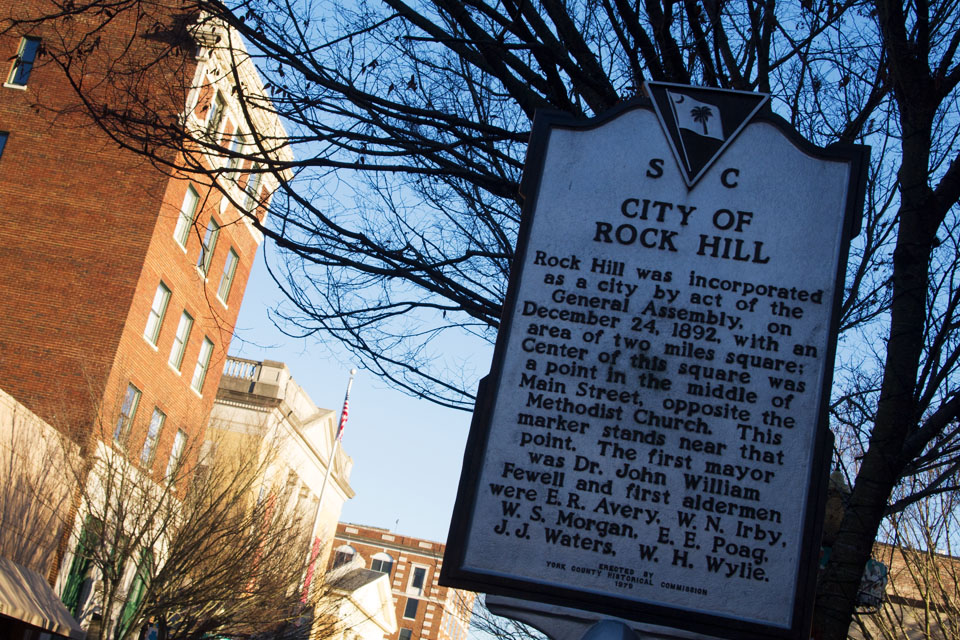 S C
CITY OF
ROCK HILL
Rock Hill was incorporated
as a city by act of the
General Assembly, on
December 24, 1892, with an
area of two miles square;
Center of this square was
a point in the middle of
Main Street, opposite the
Methodist Church. This
marker stands near that
point. The first mayor
was Dr. John William
Fewell and first aldermen
were E. R. Avery, W. N. Irby,
W. S. Morgan, E. E. Poag,
J. J. Waters, W. H. Wylie.
ERECTED BY
YORK COUNTY HISTORICAL COMMISSION
1979